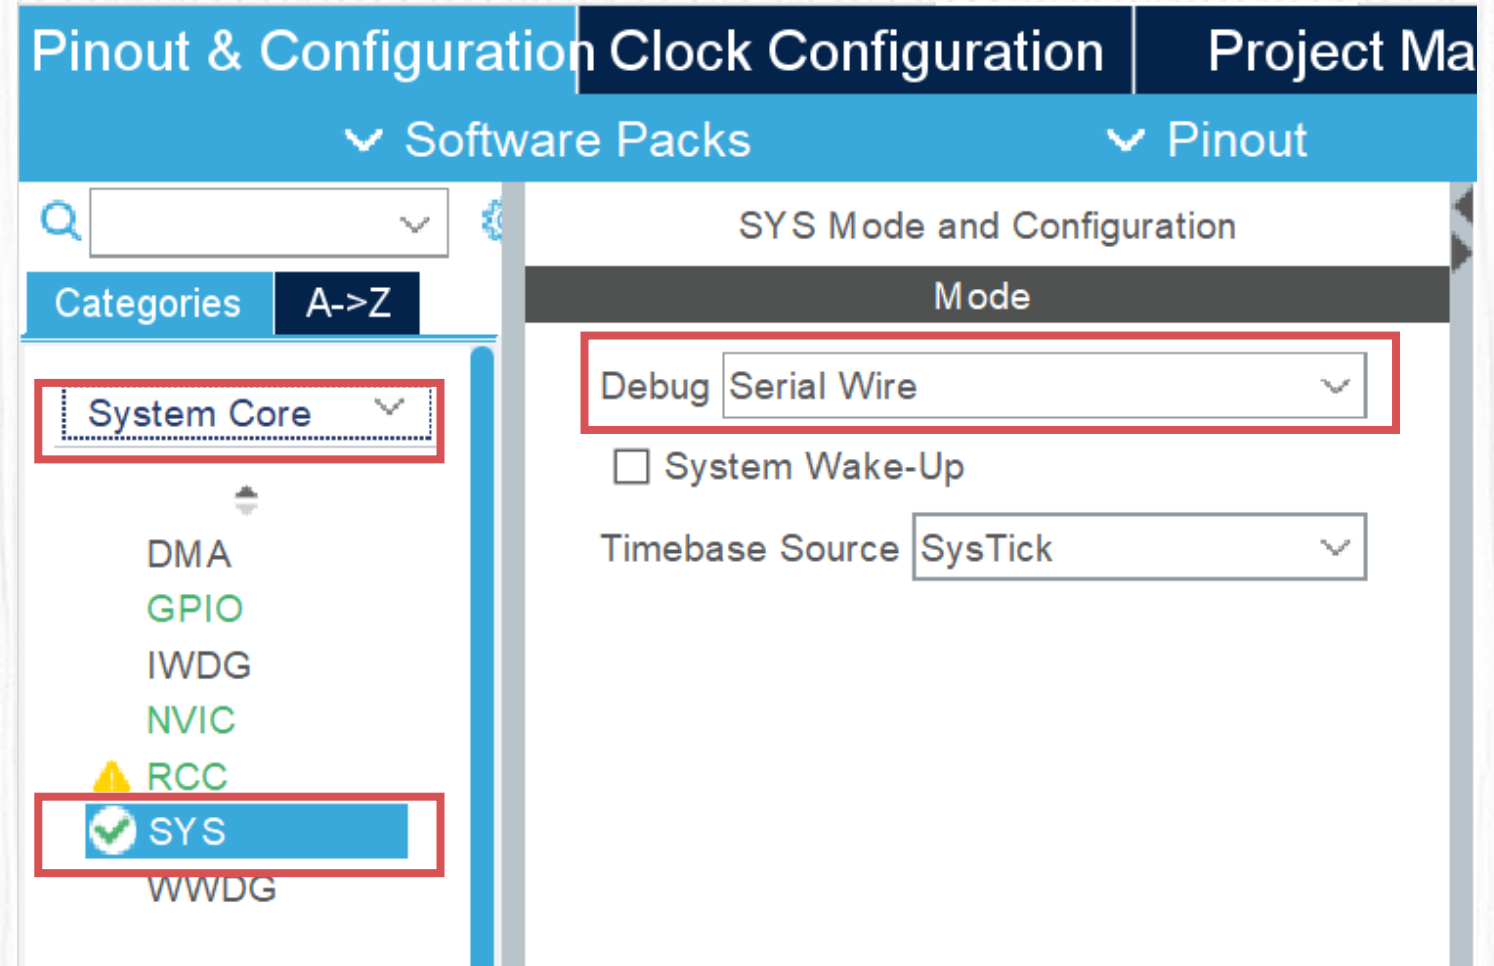 Pinout & Configuration Clock Configuration Project Ma
Software Packs Pinout
SYS Mode and Configuration
Categories A->Z
Mode
Debug Serial Wire
System Core
System Wake-Up
Timebase Source SysTick
DMA
GPIO
IWDG
NVIC
RCC
SYS
WWDG